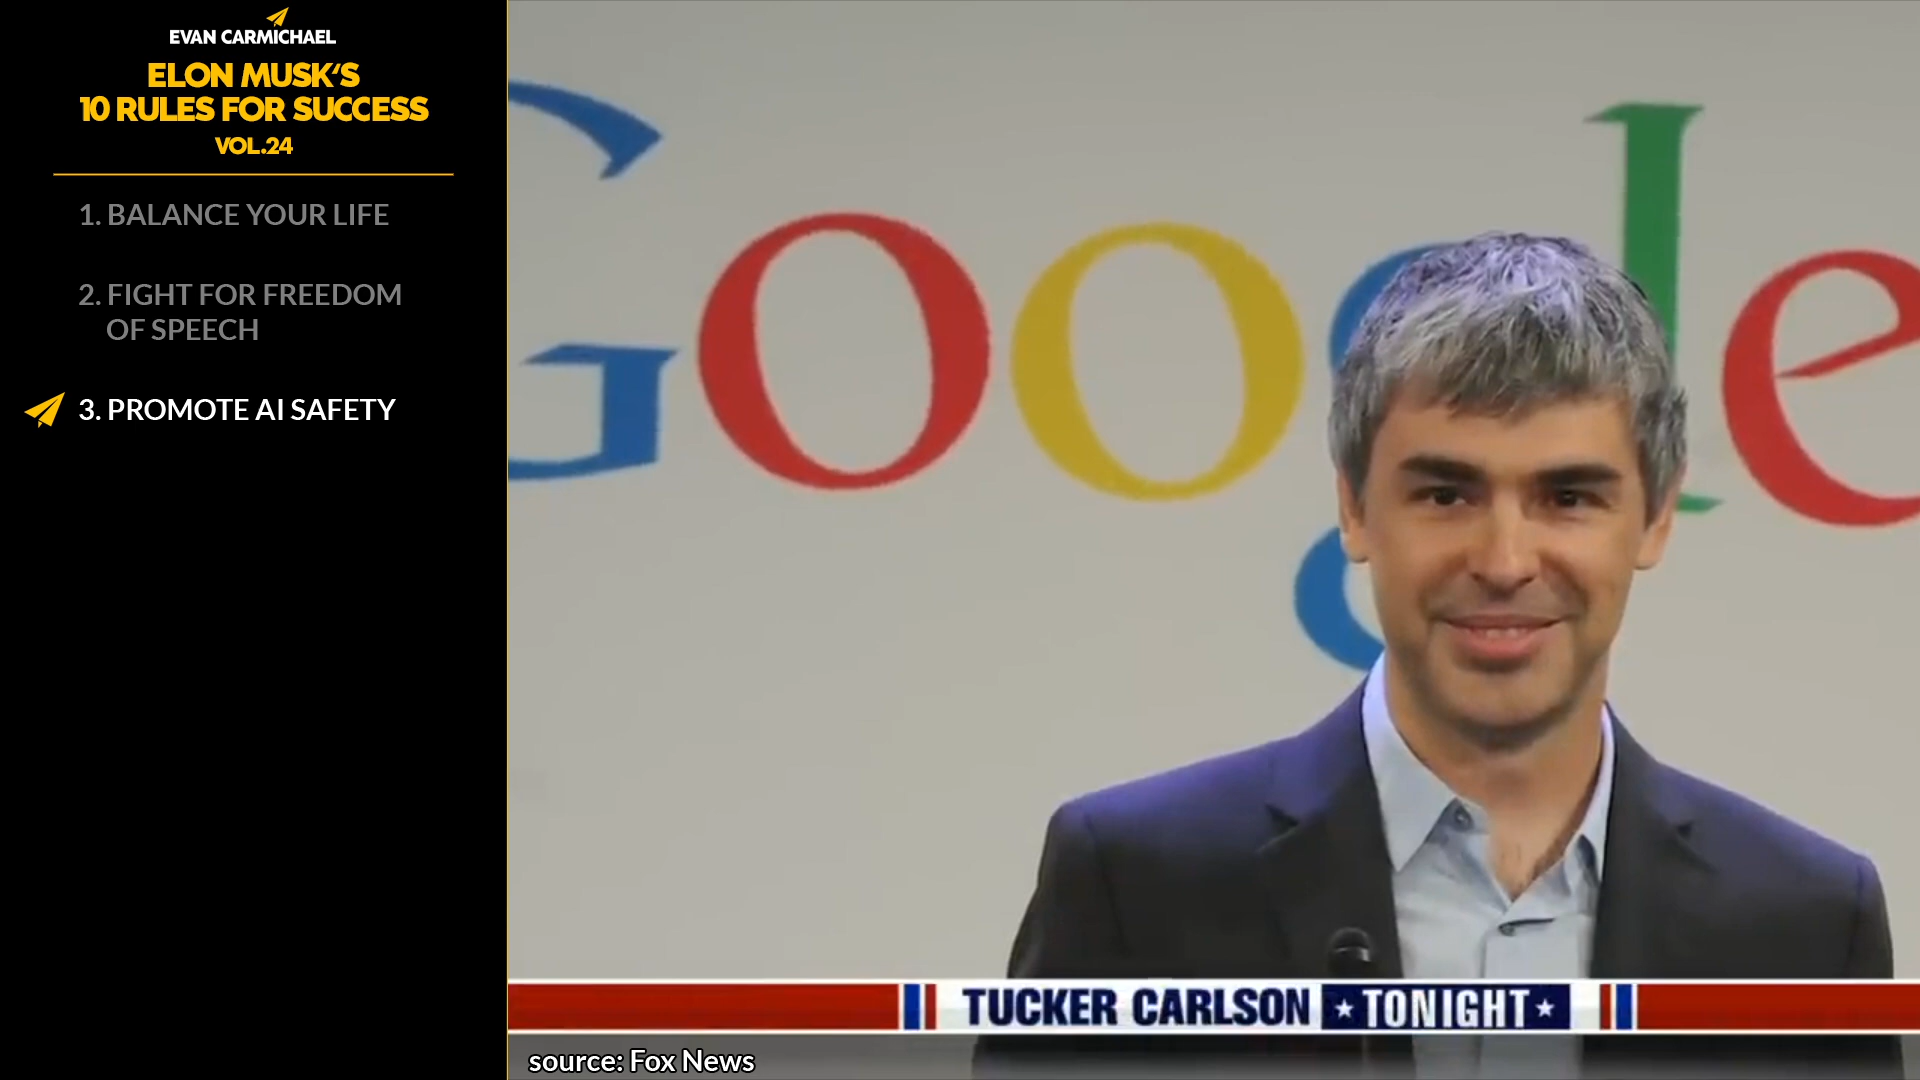 EVAN CARMICHAEL
ELON MUSK'S
10 RULES FOR SUCCESS
VOL.24
1. BALANCE YOUR LIFE
2. FIGHT FOR FREEDOM
OF SPEECH
3. PROMOTE AI SAFETY
Google
TUCKER CARLSON TONIGHT
source: Fox News